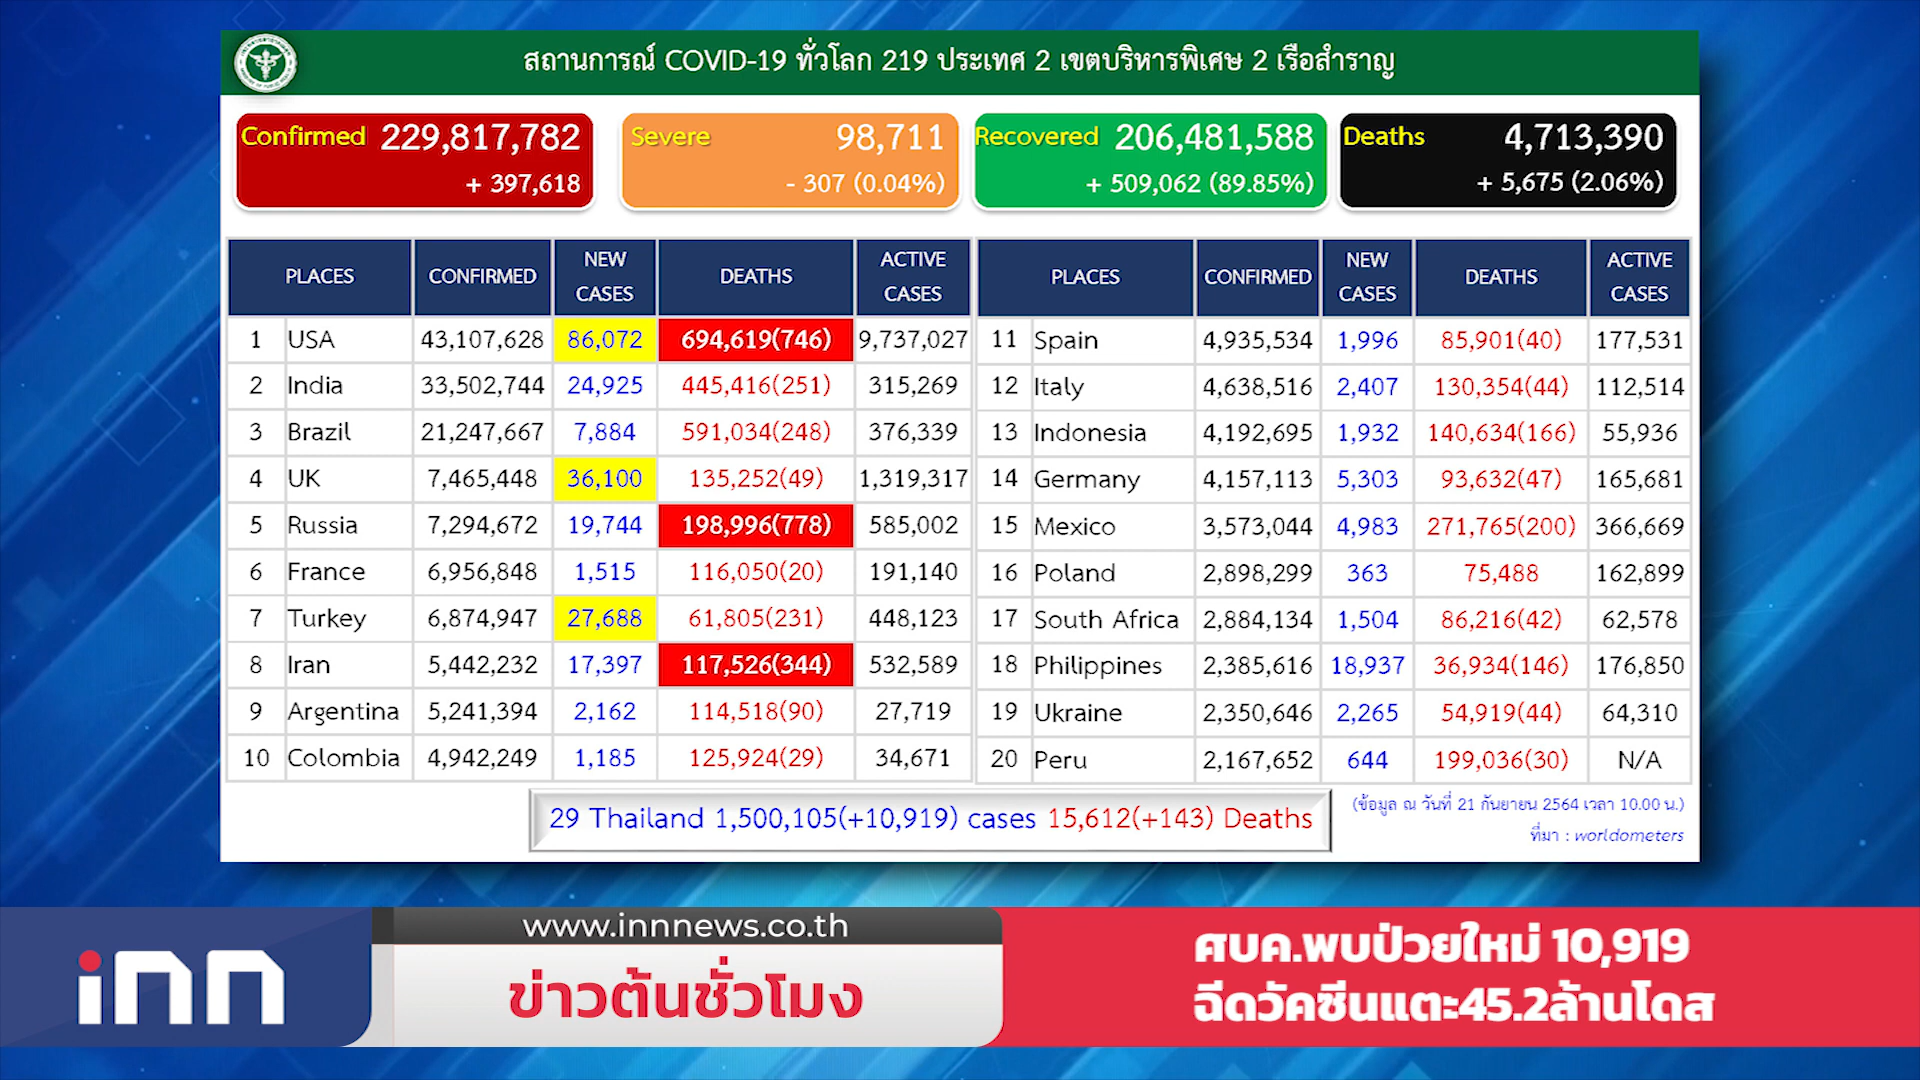 สถานการณ์ COVID-19 ทั่วโลก 219 ประเทศ 2 เขตบริหารพิเศษ 2 เรือสำราญ
Confirmed 229,817,782
+ 397,618
Severe 98,711
- 307 (0.04%)
Recovered 206,481,588
+ 509,062 (89.85%)
Deaths 4,713,390
+ 5,675 (2.06%)
PLACES CONFIRMED NEW CASES DEATHS ACTIVE CASES
1 USA 43,107,628 86,072 694,619(746) 9,737,027
2 India 33,502,744 24,925 445,416(251) 315,269
3 Brazil 21,247,667 7,884 591,034(248) 376,339
4 UK 7,465,448 36,100 135,252(49) 1,319,317
5 Russia 7,294,672 19,744 198,996(778) 585,002
6 France 6,956,848 1,515 116,050(20) 191,140
7 Turkey 6,874,947 27,688 61,805(231) 448,123
8 Iran 5,442,232 17,397 117,526(344) 532,589
9 Argentina 5,241,394 2,162 114,518(90) 27,719
10 Colombia 4,942,249 1,185 125,924(29) 34,671
PLACES CONFIRMED NEW CASES DEATHS ACTIVE CASES
11 Spain 4,935,534 1,996 85,901(40) 177,531
12 Italy 4,638,516 2,407 130,354(44) 112,514
13 Indonesia 4,192,695 1,932 140,634(166) 55,936
14 Germany 4,157,113 5,303 93,632(47) 165,681
15 Mexico 3,573,044 4,983 271,765(200) 366,669
16 Poland 2,898,299 363 75,488 162,899
17 South Africa 2,884,134 1,504 86,216(42) 62,578
18 Philippines 2,385,616 18,937 36,934(146) 176,850
19 Ukraine 2,350,646 2,265 54,919(44) 64,310
20 Peru 2,167,652 644 199,036(30) N/A
29 Thailand 1,500,105(+10,919) cases 15,612(+143) Deaths
(ข้อมูล ณ วันที่ 21 กันยายน 2564 เวลา 10.00 น.)
ที่มา : worldometers
inn
www.innnews.co.th
ข่าวต้นชั่วโมง
ศบค.พบป่วยใหม่ 10,919
ฉีดวัคซีนแตะ45.2ล้านโดส